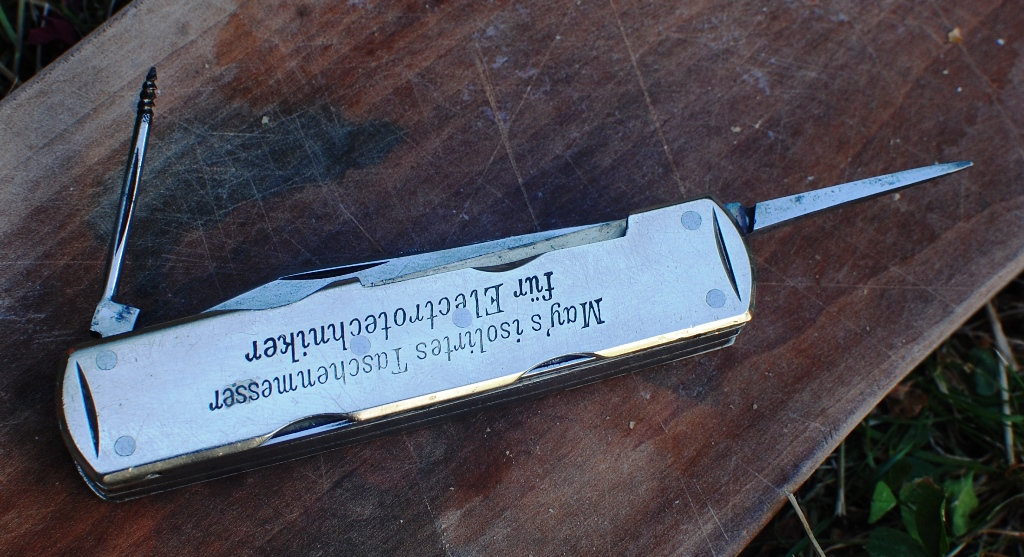 May's isolirtes Taschenmesser
für Electrotechniker